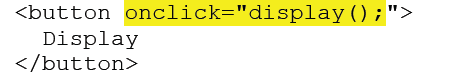 <button onclick="display();">
Display
</button>